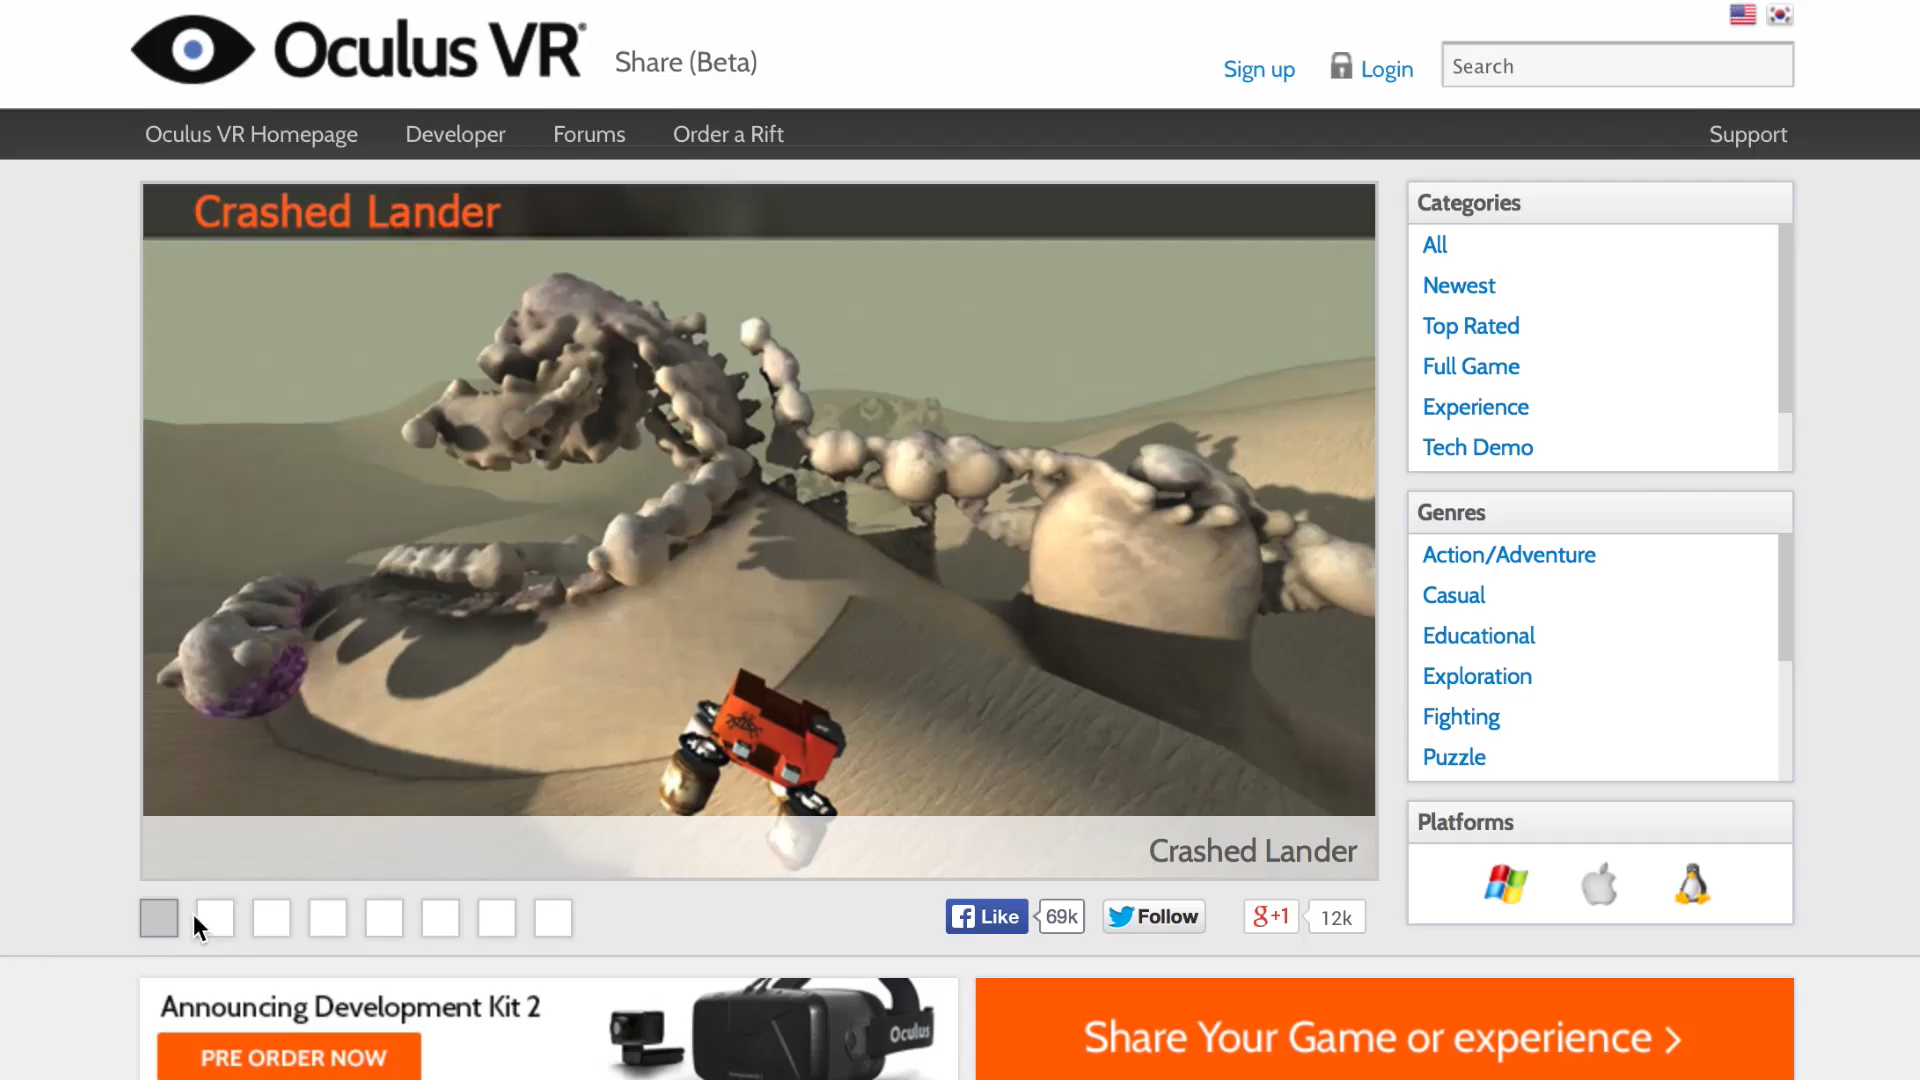 Oculus VR®
Share (Beta)
Sign up
Login
Search
Oculus VR Homepage
Developer
Forums
Order a Rift
Support
Crashed Lander
Crashed Lander
Categories
All
Newest
Top Rated
Full Game
Experience
Tech Demo
Genres
Action/Adventure
Casual
Educational
Exploration
Fighting
Puzzle
Platforms
Like
69k
Follow
g+1
12k
Announcing Development Kit 2
PRE ORDER NOW
Oculus
Share Your Game or experience >